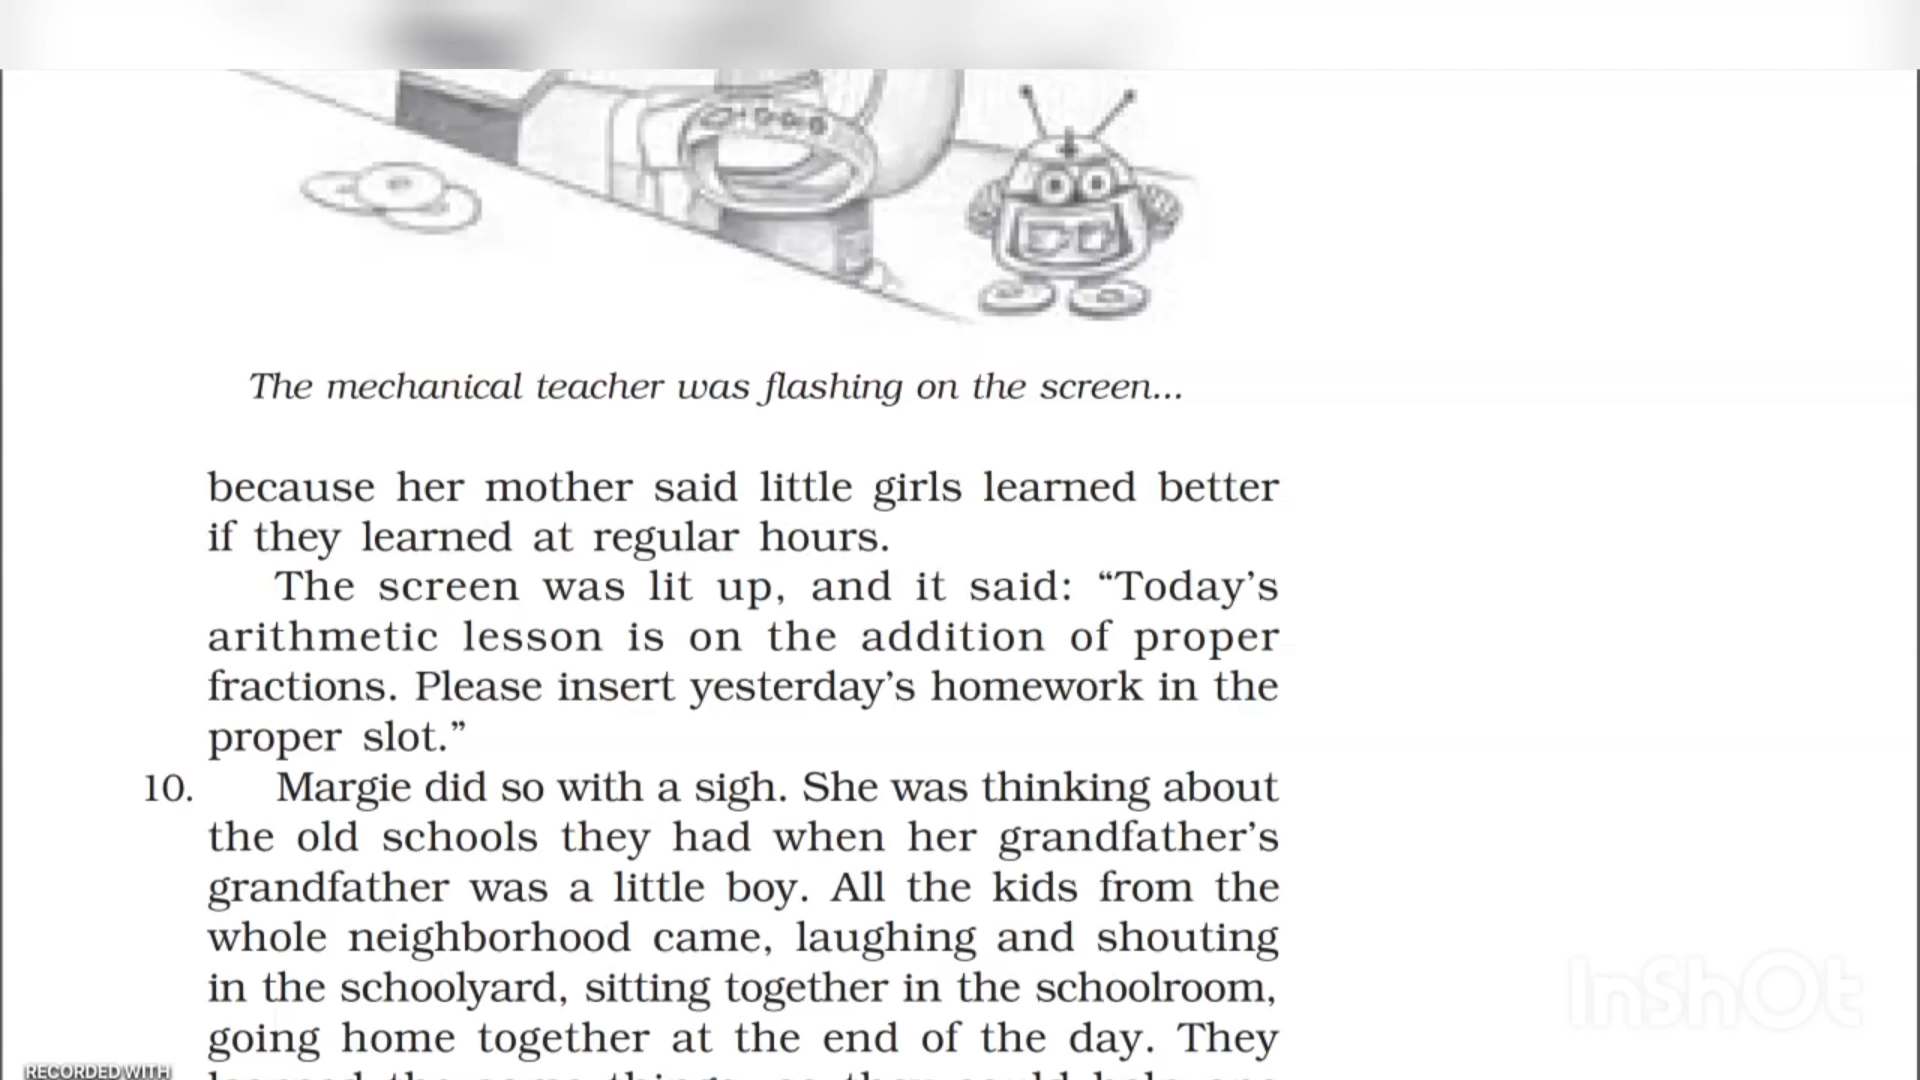 The mechanical teacher was flashing on the screen...
because her mother said little girls learned better
if they learned at regular hours.
The screen was lit up, and it said: “Today’s
arithmetic lesson is on the addition of proper
fractions. Please insert yesterday’s homework in the
proper slot.”
10. Margie did so with a sigh. She was thinking about
the old schools they had when her grandfather’s
grandfather was a little boy. All the kids from the
whole neighborhood came, laughing and shouting
in the schoolyard, sitting together in the schoolroom,
going home together at the end of the day. They
InShOt
RECORDED WITH